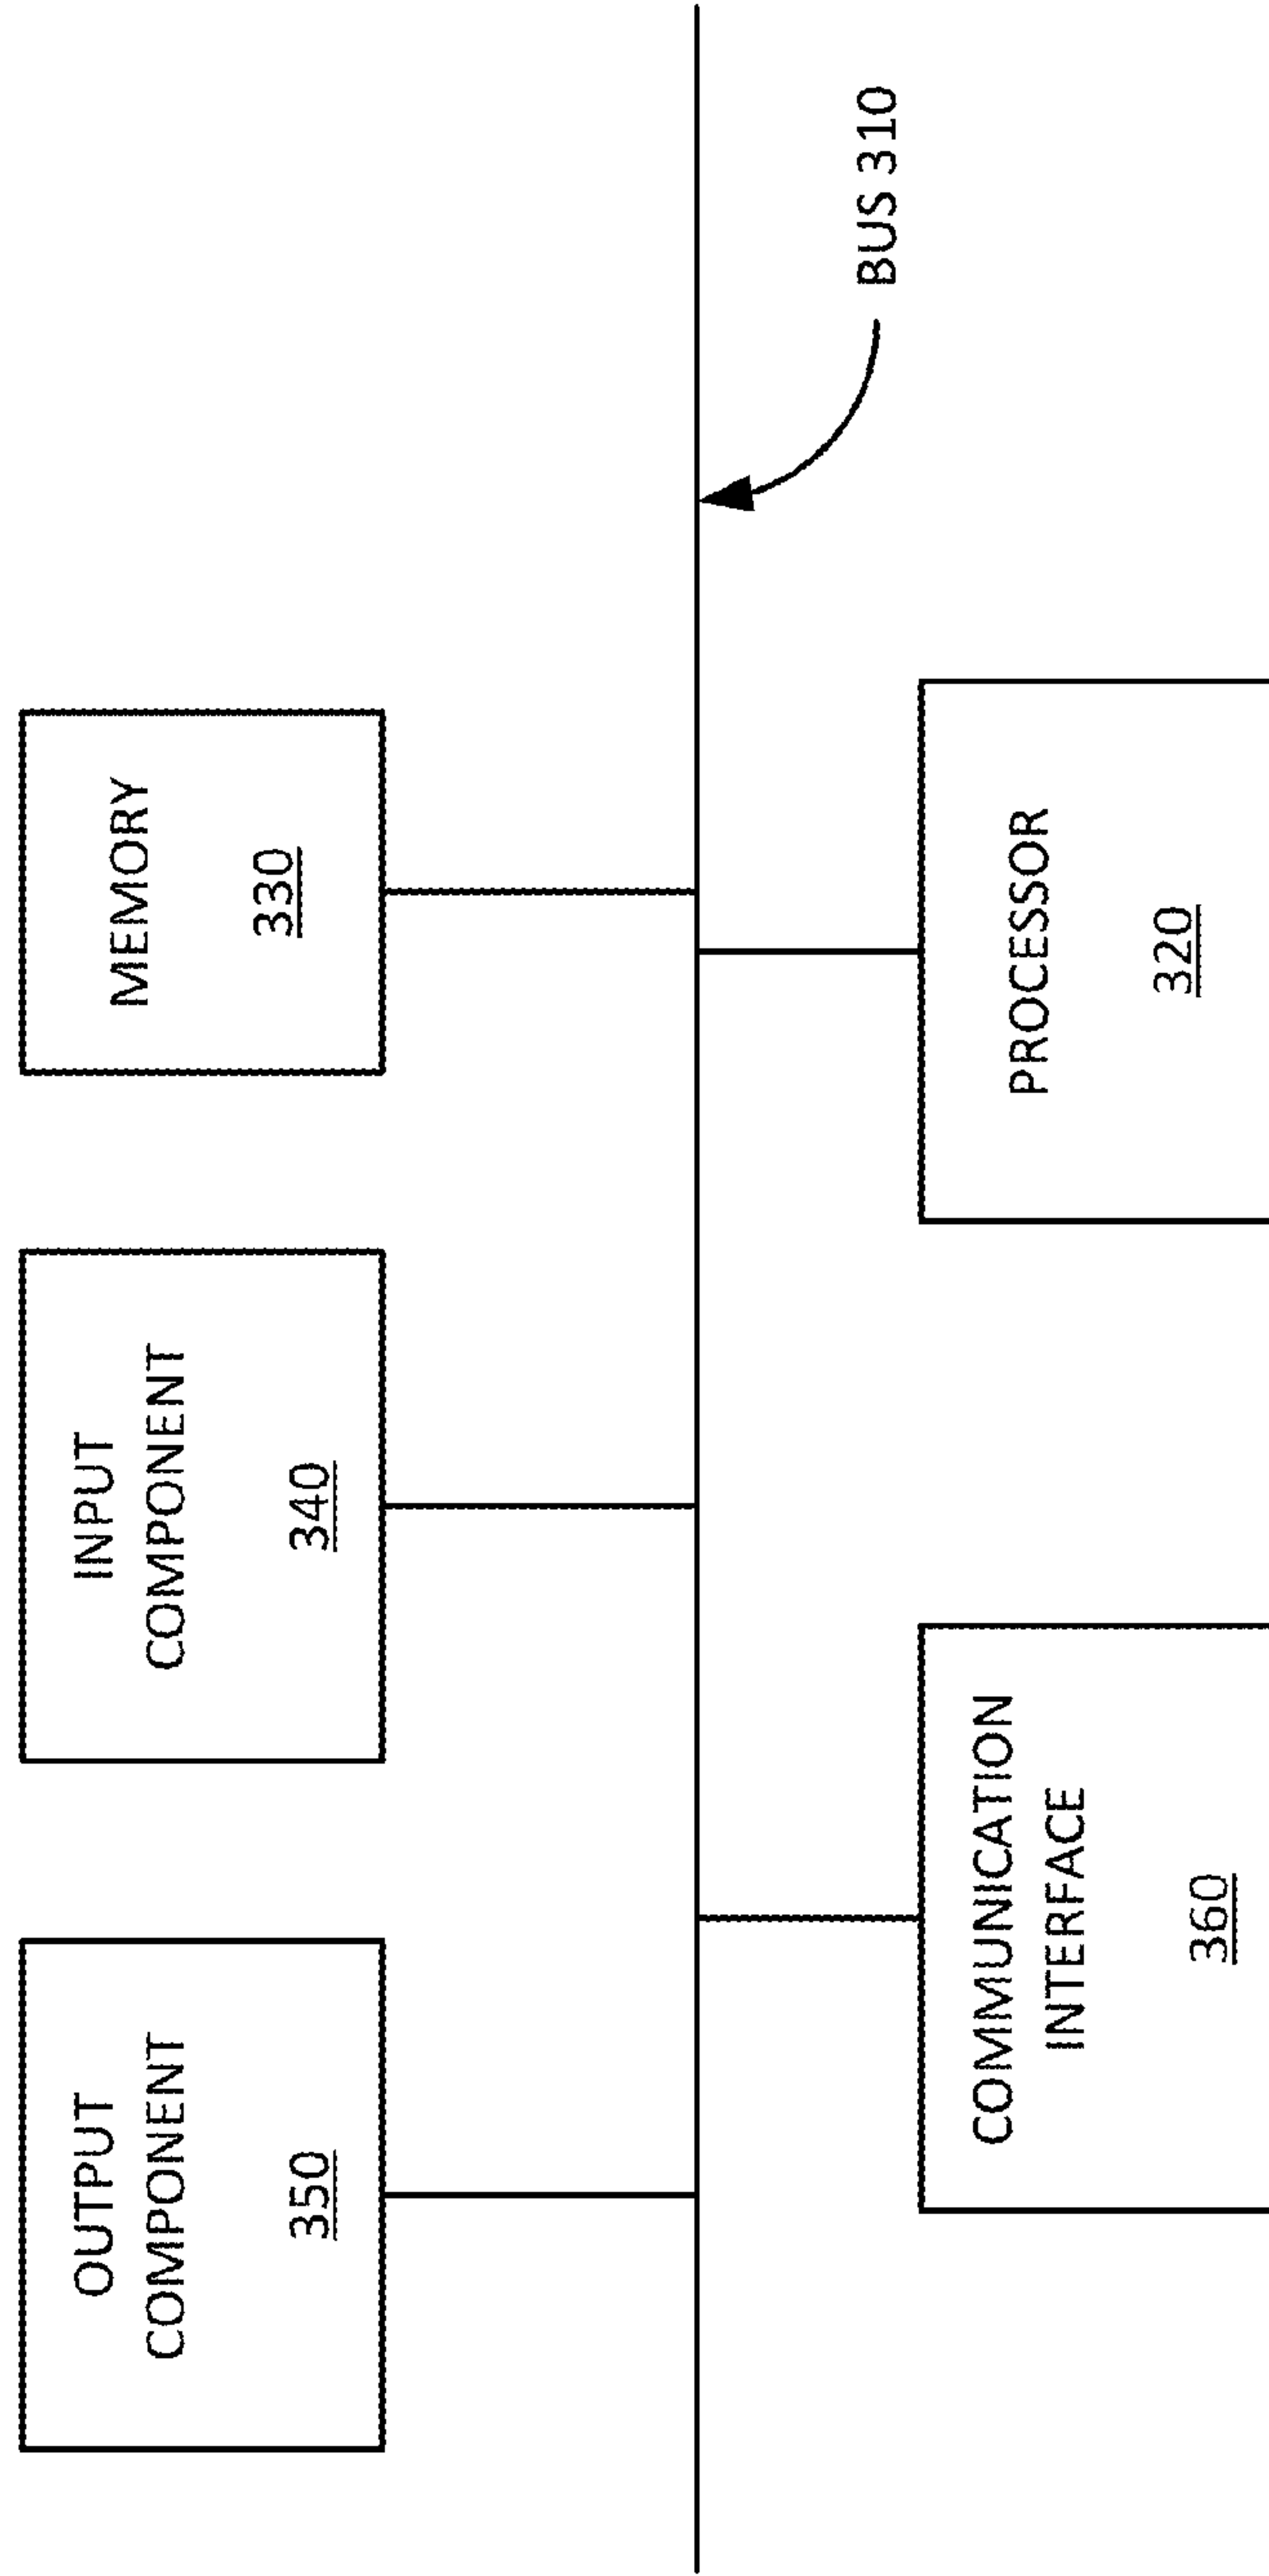 OUTPUT
COMPONENT
350
INPUT
COMPONENT
340
MEMORY
330
BUS 310
COMMUNICATION
INTERFACE
360
PROCESSOR
320